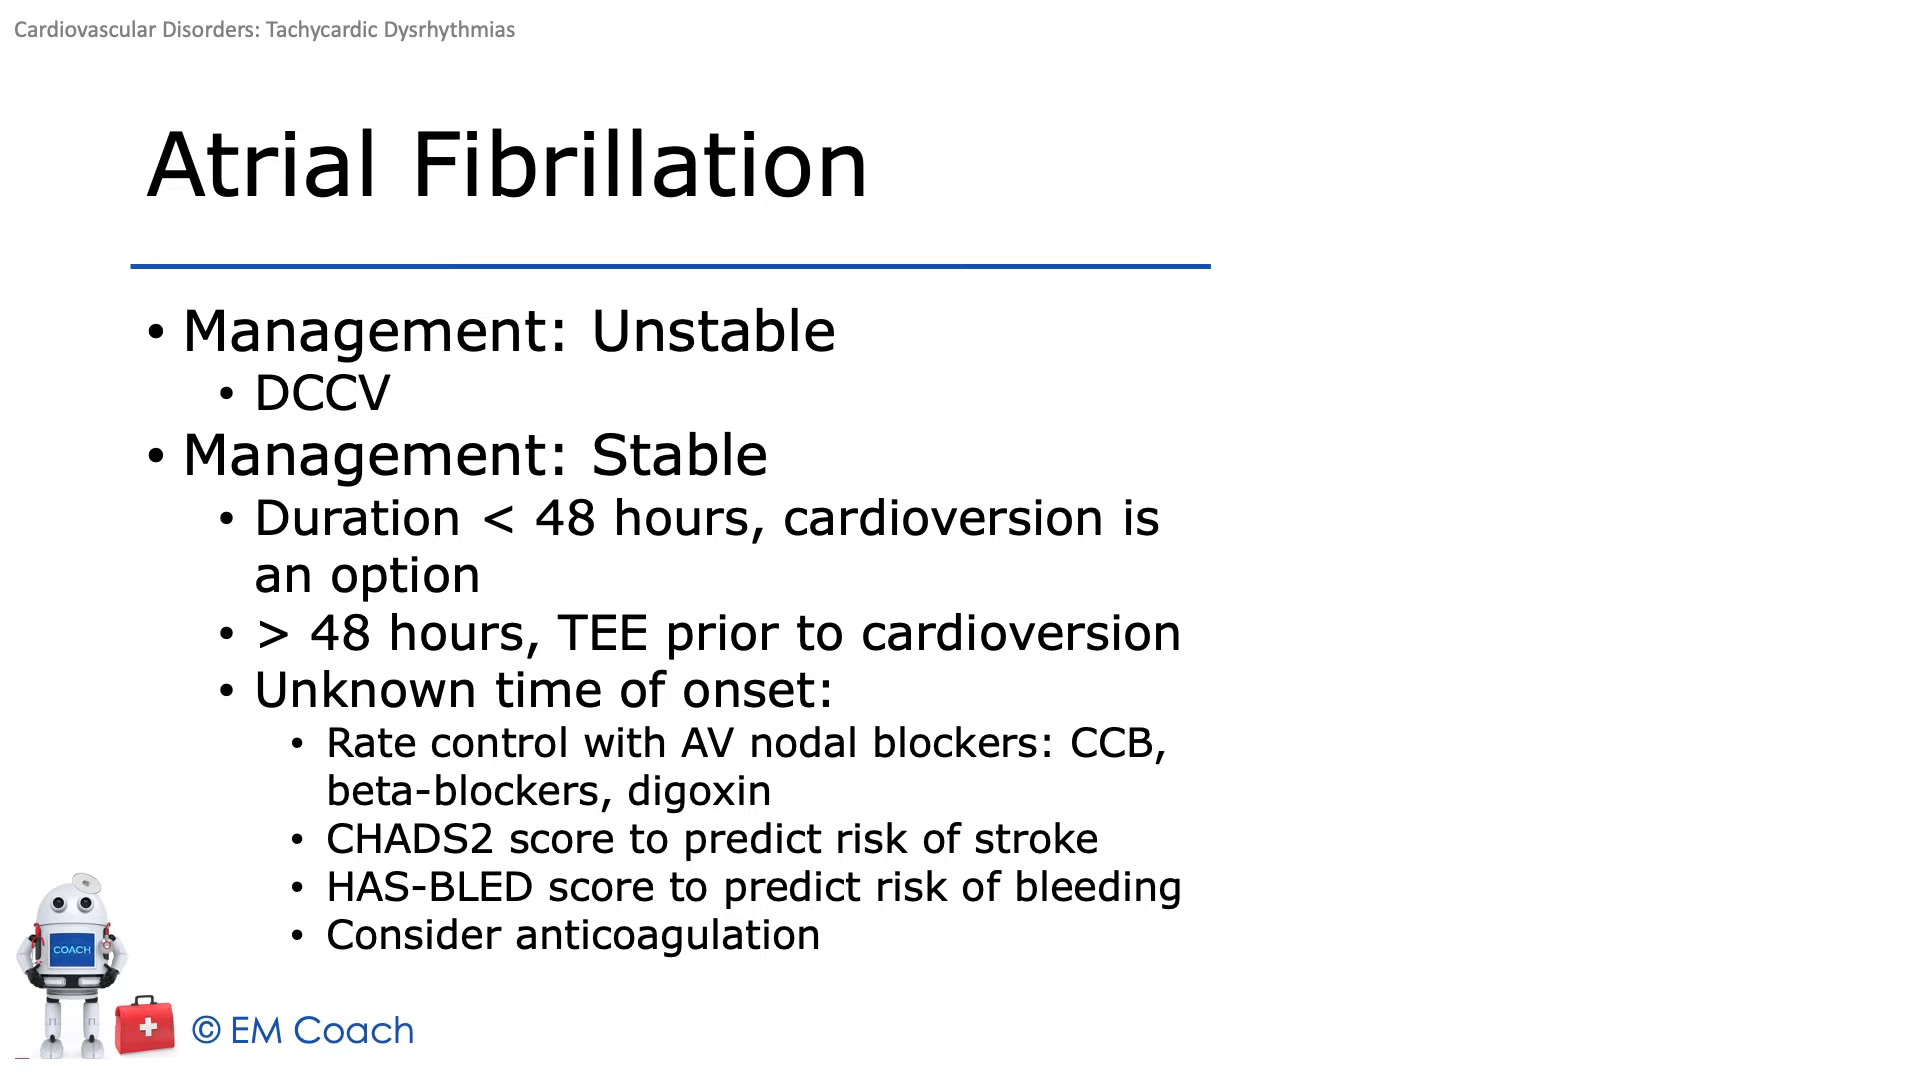 Cardiovascular Disorders: Tachycardic Dysrhythmias
Atrial Fibrillation
• Management: Unstable
• DCCV
• Management: Stable
• Duration < 48 hours, cardioversion is
an option
• > 48 hours, TEE prior to cardioversion
• Unknown time of onset:
• Rate control with AV nodal blockers: CCB,
beta-blockers, digoxin
• CHADS2 score to predict risk of stroke
• HAS-BLED score to predict risk of bleeding
• Consider anticoagulation
COACH
© EM Coach